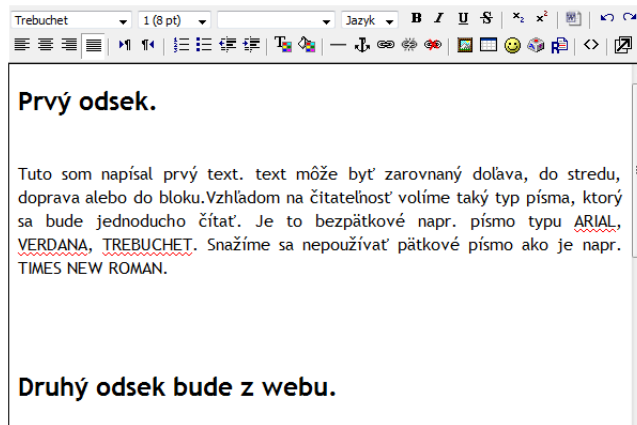 Trebuchet 1 (8 pt) Jazyk B I U S x₂ x²
Prvý odsek.
Tuto som napísal prvý text. text môže byť zarovnaný doľava, do stredu,
doprava alebo do bloku.Vzhľadom na čitateľnosť volíme taký typ písma, ktorý
sa bude jednoducho čítať. Je to bezpätkové napr. písmo typu ARIAL,
VERDANA, TREBUCHET. Snažíme sa nepoužívať pätkové písmo ako je napr.
TIMES NEW ROMAN.
Druhý odsek bude z webu.